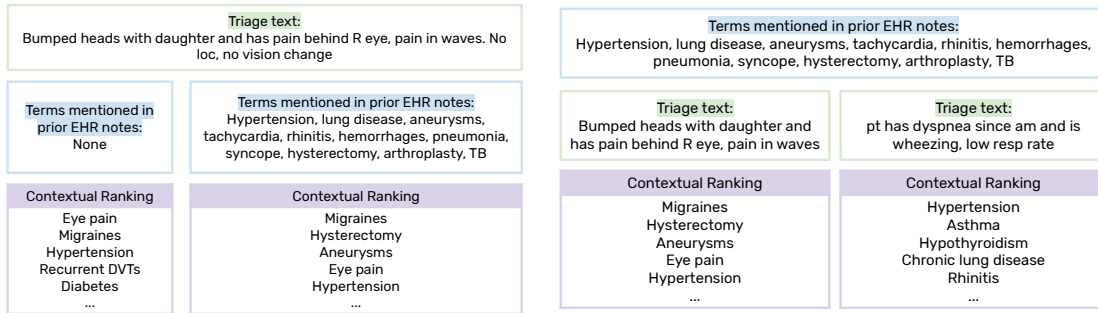 Triage text:
Bumped heads with daughter and has pain behind R eye, pain in waves. No
loc, no vision change
Terms mentioned in
prior EHR notes:
None
Terms mentioned in prior EHR notes:
Hypertension, lung disease, aneurysms,
tachycardia, rhinitis, hemorrhages, pneumonia,
syncope, hysterectomy, arthroplasty, TB
Contextual Ranking
Eye pain
Migraines
Hypertension
Recurrent DVTs
Diabetes
...
Contextual Ranking
Migraines
Hysterectomy
Aneurysms
Eye pain
Hypertension
...
Terms mentioned in prior EHR notes:
Hypertension, lung disease, aneurysms, tachycardia, rhinitis, hemorrhages,
pneumonia, syncope, hysterectomy, arthroplasty, TB
Triage text:
Bumped heads with daughter and
has pain behind R eye, pain in waves
Triage text:
pt has dyspnea since am and is
wheezing, low resp rate
Contextual Ranking
Migraines
Hysterectomy
Aneurysms
Eye pain
Hypertension
...
Contextual Ranking
Hypertension
Asthma
Hypothyroidism
Chronic lung disease
Rhinitis
...